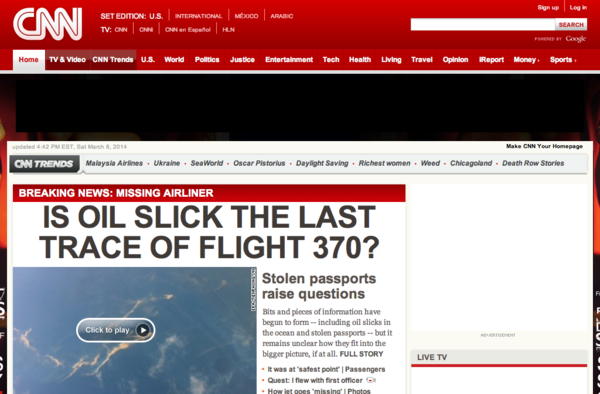 Sign up Log in
CNN
SET EDITION: U.S. INTERNATIONAL MÉXICO ARABIC
TV: CNN CNNi CNN en Español HLN
SEARCH
POWERED BY Google
Home TV & Video CNN Trends U.S. World Politics Justice Entertainment Tech Health Living Travel Opinion iReport Money Sports
updated 4:42 PM EST, Sat March 8, 2014
Make CNN Your Homepage
CNN TRENDS Malaysia Airlines • Ukraine • SeaWorld • Oscar Pistorius • Daylight Saving • Richest women • Weed • Chicagoland • Death Row Stories
BREAKING NEWS: MISSING AIRLINER
IS OIL SLICK THE LAST
TRACE OF FLIGHT 370?
Click to play
Stolen passports
raise questions
Bits and pieces of information have
begun to form -- including oil slicks in
the ocean and stolen passports -- but it
remains unclear how they fit into the
bigger picture, if at all. FULL STORY
It was at 'safest point' | Passengers
Quest: I flew with first officer
How jet goes 'missing' | Photos
ADVERTISEMENT
LIVE TV